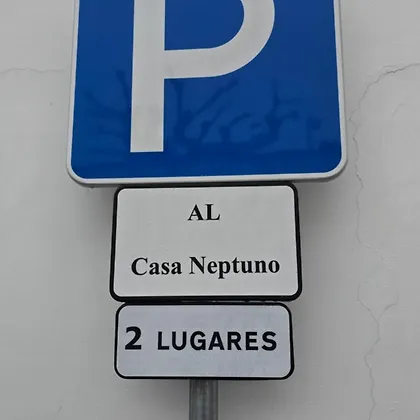 P
AL
Casa Neptuno
2 LUGARES